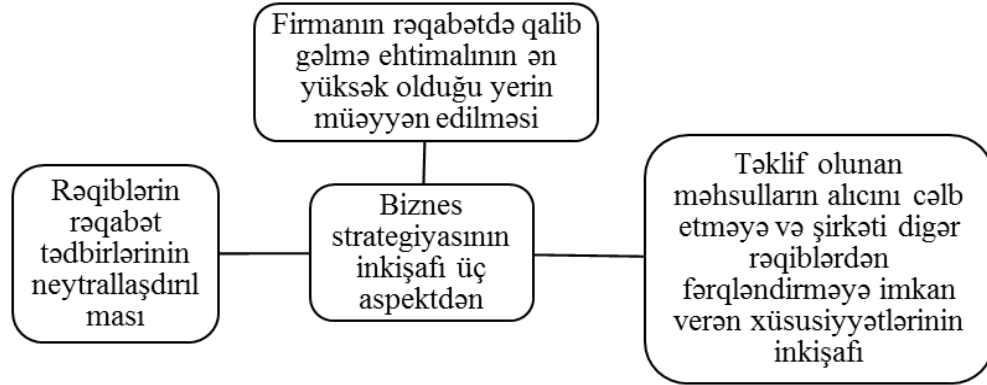 Firmanın rəqabətdə qalib
gəlmə ehtimalının ən
yüksək olduğu yerin
müəyyən edilməsi
Rəqiblərin
rəqabət
tədbirlərinin
neytrallaşdırıl
ması
Biznes
strategiyasının
inkişafı üç
aspektdən
Təklif olunan
məhsulların alıcını cəlb
etməyə və şirkəti digər
rəqiblərdən
fərqləndirməyə imkan
verən xüsusiyyətlərinin
inkişafı